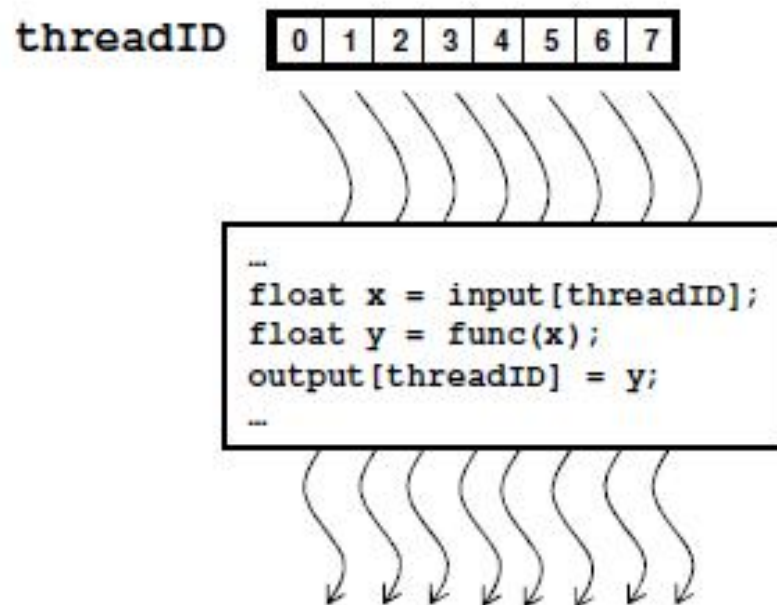 threadID 0 1 2 3 4 5 6 7
…
float x = input[threadID];
float y = func(x);
output[threadID] = y;
…